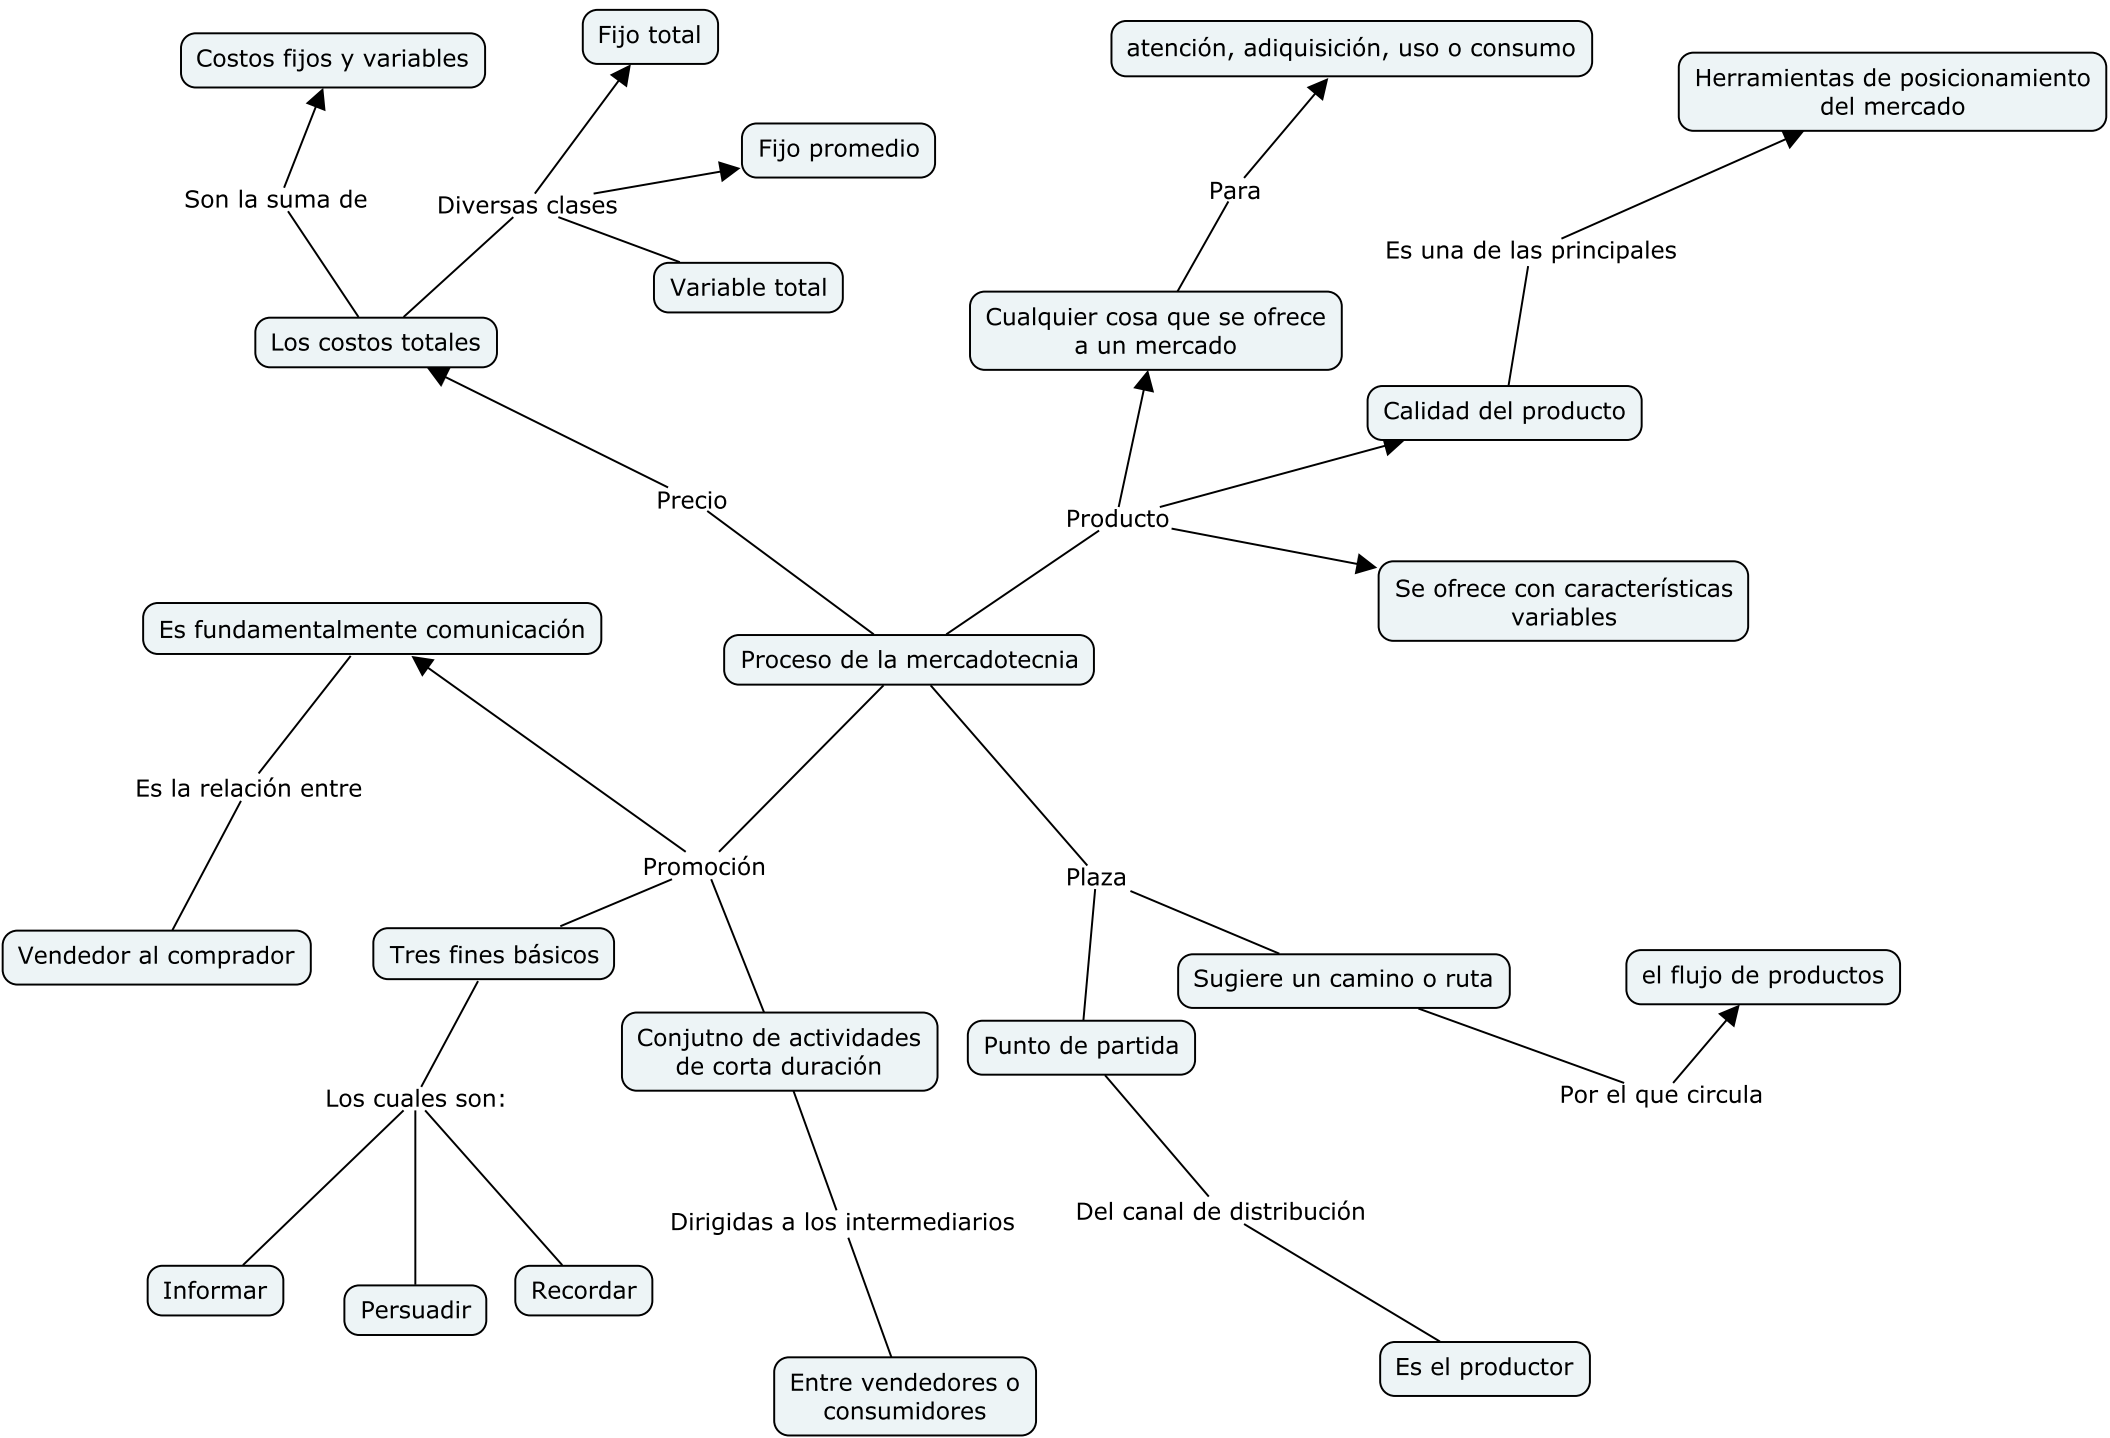 Fijo total
Costos fijos y variables
atención, adiquisición, uso o consumo
Herramientas de posicionamiento
del mercado
Fijo promedio
Son la suma de
Diversas clases
Para
Es una de las principales
Variable total
Los costos totales
Cualquier cosa que se ofrece
a un mercado
Calidad del producto
Precio
Producto
Se ofrece con características
variables
Es fundamentalmente comunicación
Proceso de la mercadotecnia
Es la relación entre
Promoción
Plaza
Vendedor al comprador
Tres fines básicos
Sugiere un camino o ruta
el flujo de productos
Conjutno de actividades
de corta duración
Punto de partida
Los cuales son:
Por el que circula
Dirigidas a los intermediarios
Del canal de distribución
Informar
Persuadir
Recordar
Entre vendedores o
consumidores
Es el productor